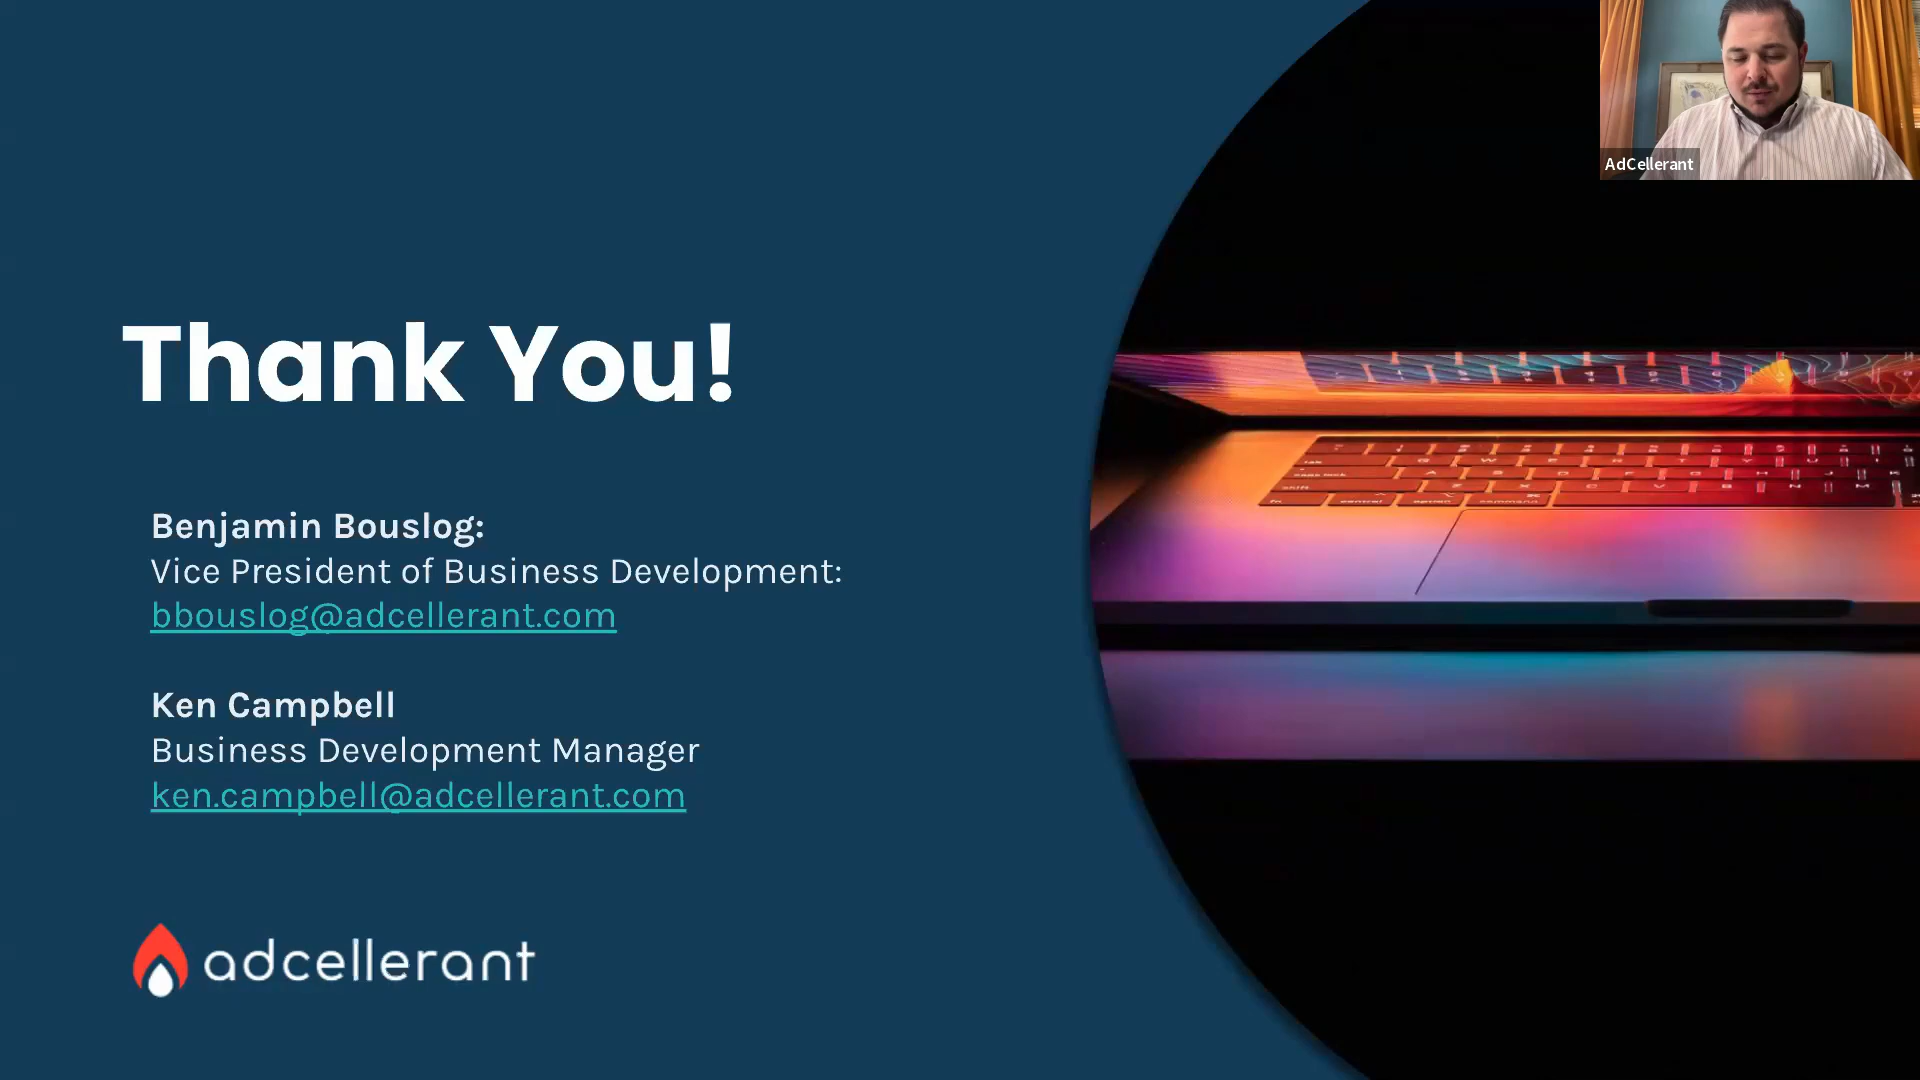 AdCellerant
Thank You!
Benjamin Bouslog:
Vice President of Business Development:
bbouslog@adcellerant.com
Ken Campbell
Business Development Manager
ken.campbell@adcellerant.com
adcellerant